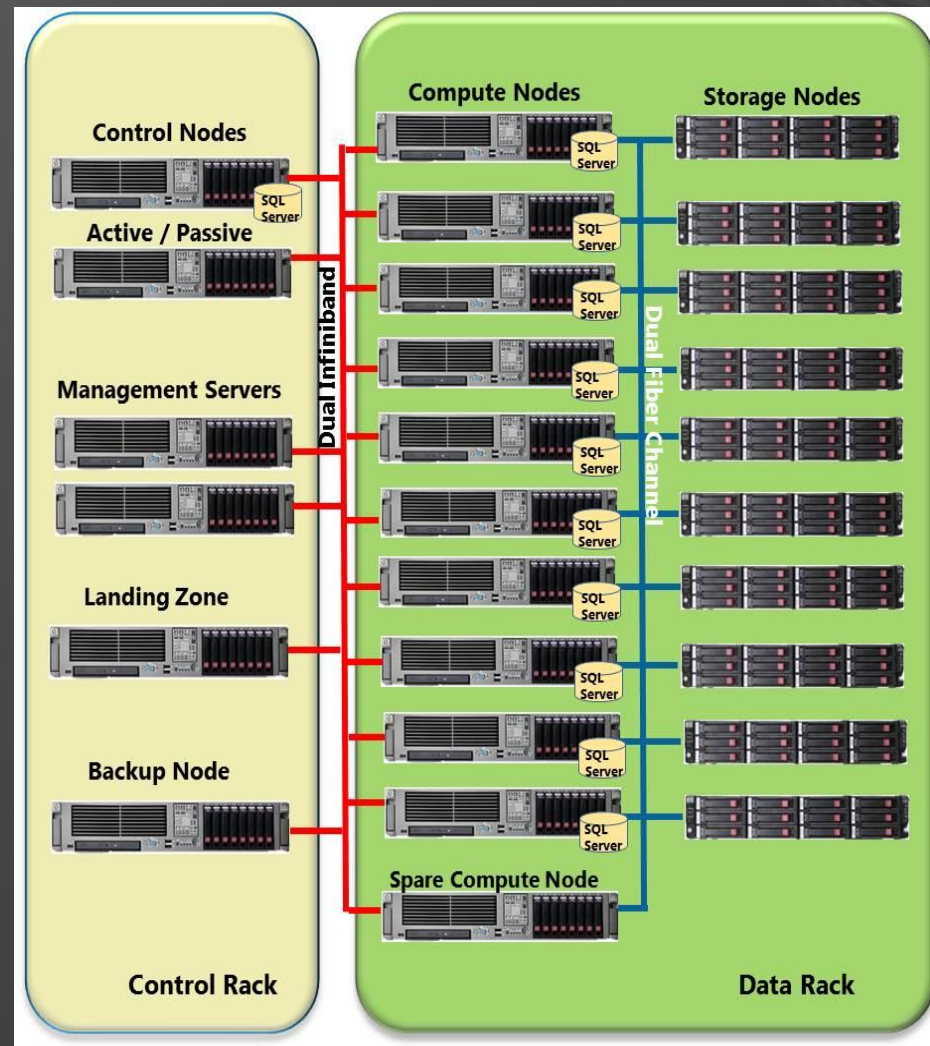 Control Nodes
SQL
Server
Active / Passive
Management Servers
Landing Zone
Backup Node
Control Rack
Dual Infiniband
Compute Nodes
SQL
Server
SQL
Server
SQL
Server
SQL
Server
SQL
Server
SQL
Server
SQL
Server
SQL
Server
SQL
Server
SQL
Server
Spare Compute Node
Dual Fiber Channel
Storage Nodes
Data Rack